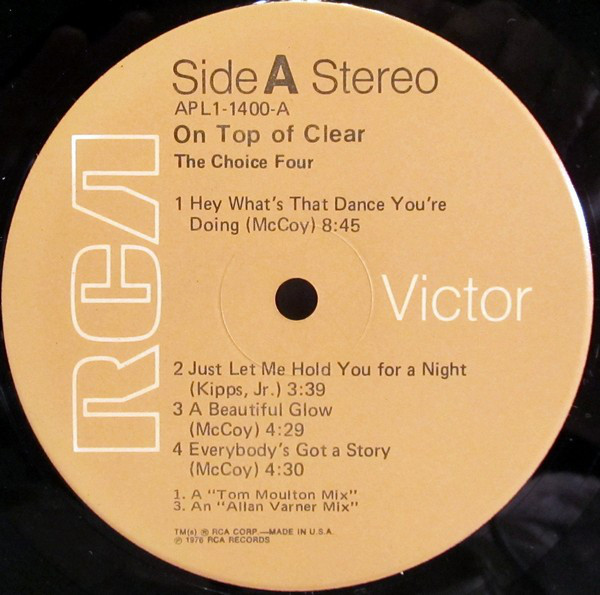 Side A Stereo
APL1-1400-A
On Top of Clear
The Choice Four
1 Hey What's That Dance You're
Doing (McCoy) 8:45
RCA
Victor
2 Just Let Me Hold You for a Night
(Kipps, Jr.) 3:39
3 A Beautiful Glow
(McCoy) 4:29
4 Everybody's Got a Story
(McCoy) 4:30
1. A "Tom Moulton Mix"
3. An "Allan Varner Mix"
TM(s) ® RCA CORP.—MADE IN U.S.A.
℗ 1976 RCA RECORDS